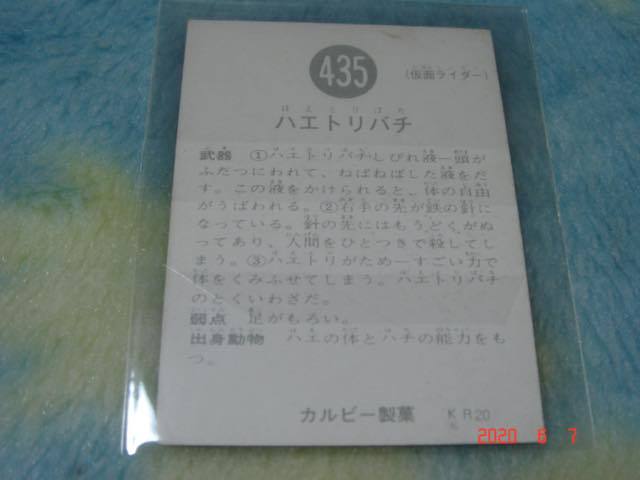 435
(仮面ライダー)
ハエトリバチ
武器 ①ハエトリバチしびれ液―頭が
ふたつにわれて、ねばねばした液をだ
す。この液をかけられると、体の自由
がうばわれる。②右手の先が鉄の針に
なっている。針の先にはもうどくがぬ
ってあり、人間をひとつきで殺してし
まう。③ハエトリがため―すごい力で
体をくみふせてしまう。ハエトリバチ
のとくいわざだ。
弱点 足がもろい。
出身動物 ハエの体とハチの能力をも
つ。
カルビー製菓 KR20
2020 6 7